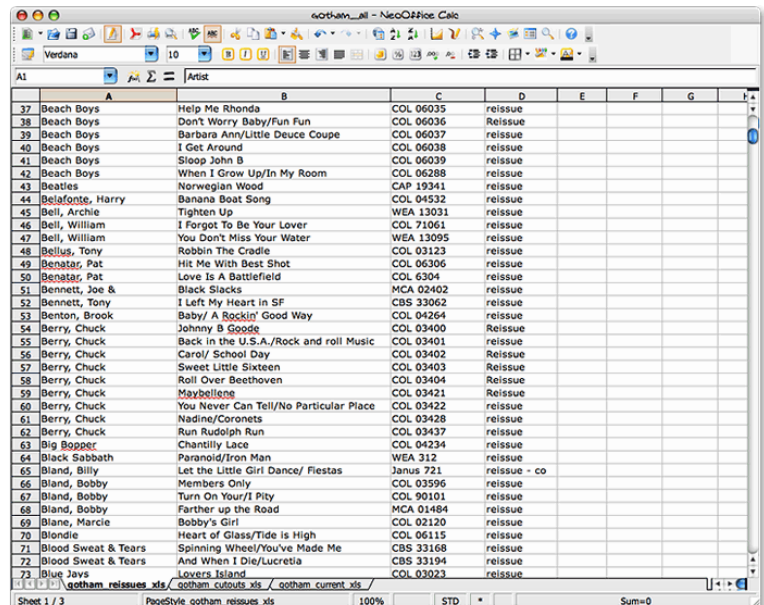 gotham_all - NeoOffice Calc
Verdana 10 B I U
A1 Σ = Artist
A B C D E F G H
37 Beach Boys Help Me Rhonda COL 06035 reissue
38 Beach Boys Don't Worry Baby/Fun Fun COL 06036 Reissue
39 Beach Boys Barbara Ann/Little Deuce Coupe COL 06037 reissue
40 Beach Boys I Get Around COL 06038 reissue
41 Beach Boys Sloop John B COL 06039 reissue
42 Beach Boys When I Grow Up/In My Room COL 06288 reissue
43 Beatles Norwegian Wood CAP 19341 reissue
44 Belafonte, Harry Banana Boat Song COL 04532 reissue
45 Bell, Archie Tighten Up WEA 13031 reissue
46 Bell, William I Forgot To Be Your Lover COL 71061 reissue
47 Bell, William You Don't Miss Your Water WEA 13095 reissue
48 Bellus, Tony Robbin The Cradle COL 03123 reissue
49 Benatar, Pat Hit Me With Best Shot COL 06306 reissue
50 Benatar, Pat Love Is A Battlefield COL 6304 reissue
51 Bennett, Joe & Black Slacks MCA 02402 reissue
52 Bennett, Tony I Left My Heart in SF CBS 33062 reissue
53 Benton, Brook Baby/ A Rockin' Good Way COL 04264 reissue
54 Berry, Chuck Johnny B Goode COL 03400 Reissue
55 Berry, Chuck Back in the U.S.A./Rock and roll Music COL 03401 Reissue
56 Berry, Chuck Carol/ School Day COL 03402 Reissue
57 Berry, Chuck Sweet Little Sixteen COL 03403 Reissue
58 Berry, Chuck Roll Over Beethoven COL 03404 Reissue
59 Berry, Chuck Maybellene COL 03421 Reissue
60 Berry, Chuck You Never Can Tell/No Particular Place COL 03422 reissue
61 Berry, Chuck Nadine/Coronets COL 03428 reissue
62 Berry, Chuck Run Rudolph Run COL 03437 reissue
63 Big Bopper Chantilly Lace COL 04234 reissue
64 Black Sabbath Paranoid/Iron Man WEA 312 reissue
65 Bland, Billy Let the Little Girl Dance/ Fiestas Janus 721 reissue - co
66 Bland, Bobby Members Only COL 03596 reissue
67 Bland, Bobby Turn On Your/I Pity COL 90101 reissue
68 Bland, Bobby Farther up the Road MCA 01484 reissue
69 Blane, Marcie Bobby's Girl COL 02120 reissue
70 Blondie Heart of Glass/Tide is High COL 06115 reissue
71 Blood Sweat & Tears Spinning Wheel/You've Made Me CBS 33168 reissue
72 Blood Sweat & Tears And When I Die/Lucretia CBS 33194 reissue
73 Blue Jays Lovers Island COL 03023 reissue
gotham_reissues_xls gotham_cutouts_xls gotham_current_xls
Sheet 1 / 3 PageStyle_gotham_reissues_xls 100% STD * Sum=0